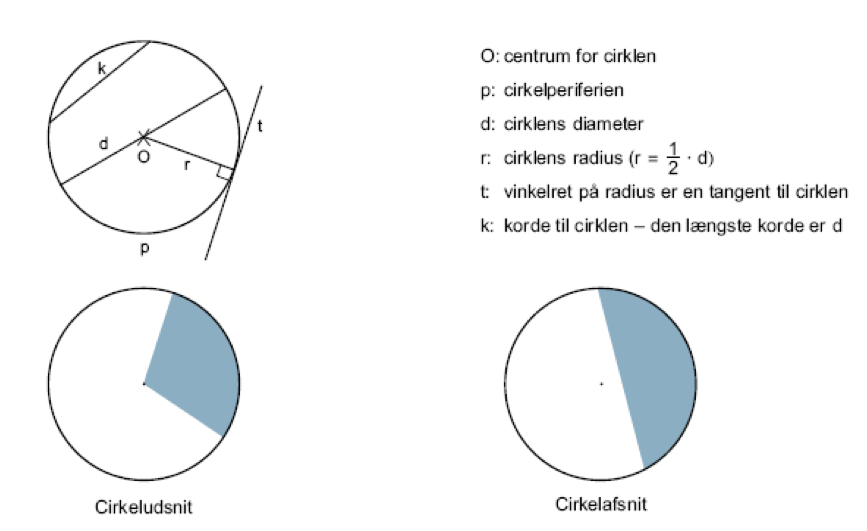 k
d
O
r
t
p
O: centrum for cirklen
p: cirkelperiferien
d: cirklens diameter
r: cirklens radius (r = 1/2 · d)
t: vinkelret på radius er en tangent til cirklen
k: korde til cirklen – den længste korde er d
Cirkeludsnit
Cirkelafsnit